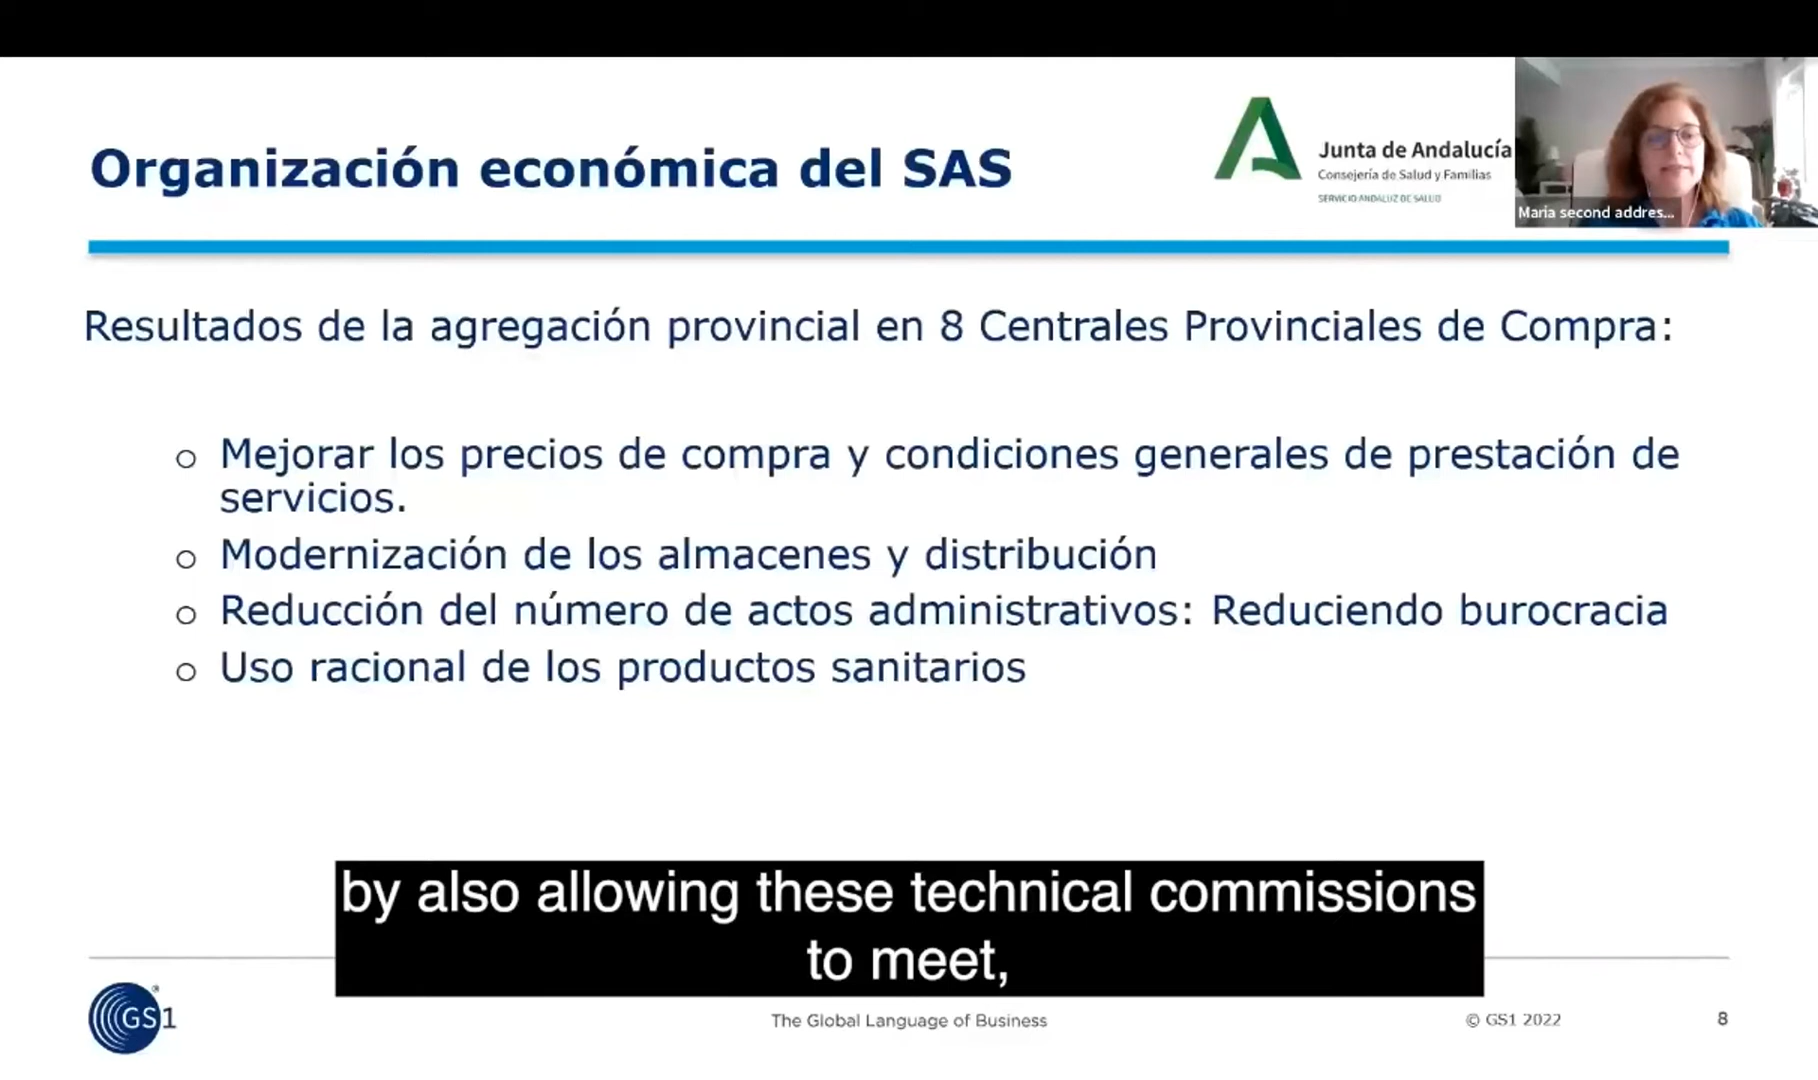 Organización económica del SAS
Junta de Andalucía
Consejería de Salud y Familias
SERVICIO ANDALUZ DE SALUD
Maria second addres...
Resultados de la agregación provincial en 8 Centrales Provinciales de Compra:
o Mejorar los precios de compra y condiciones generales de prestación de
servicios.
o Modernización de los almacenes y distribución
o Reducción del número de actos administrativos: Reduciendo burocracia
o Uso racional de los productos sanitarios
by also allowing these technical commissions
to meet,
GS1
®
The Global Language of Business
© GS1 2022
8